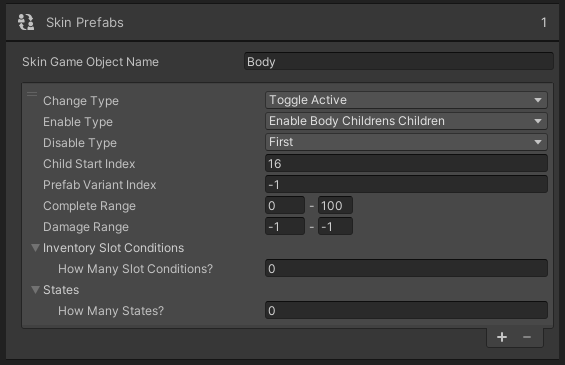 Skin Prefabs 1
Skin Game Object Name Body
Change Type Toggle Active
Enable Type Enable Body Childrens Children
Disable Type First
Child Start Index 16
Prefab Variant Index -1
Complete Range 0 - 100
Damage Range -1 - -1
Inventory Slot Conditions
How Many Slot Conditions? 0
States
How Many States? 0
+ −